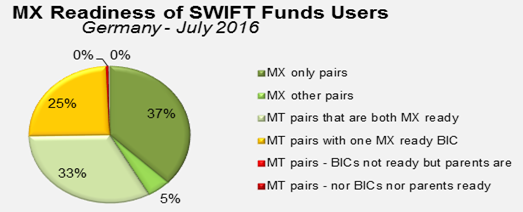 MX Readiness of SWIFT Funds Users
Germany - July 2016
0% 0%
37%
5%
33%
25%
MX only pairs
MX other pairs
MT pairs that are both MX ready
MT pairs with one MX ready BIC
MT pairs - BICs not ready but parents are
MT pairs - nor BICs nor parents ready